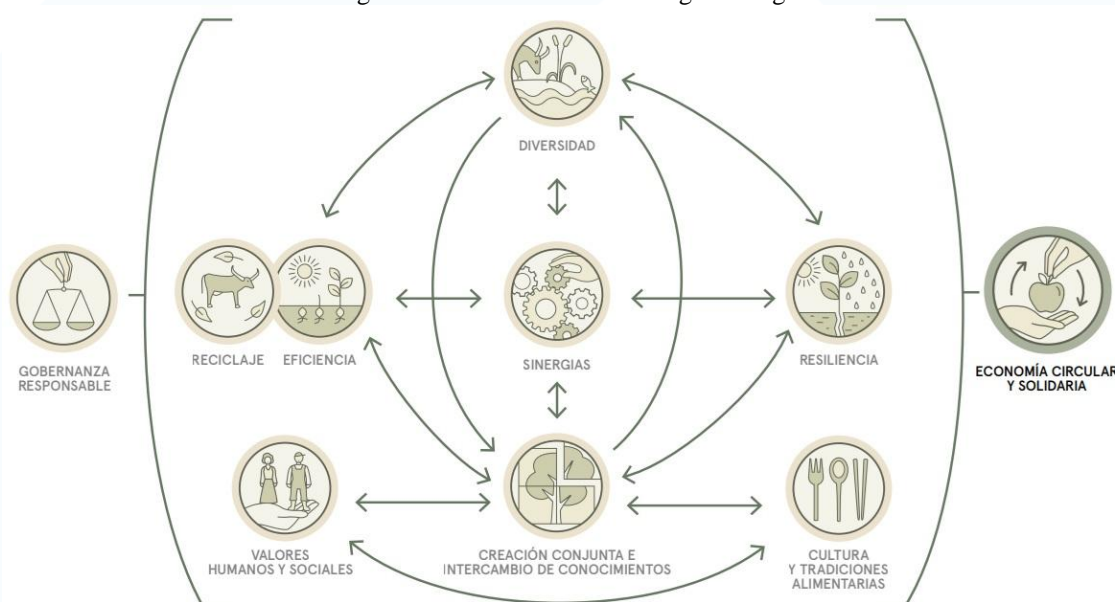 DIVERSIDAD
RECICLAJE
EFICIENCIA
SINERGIAS
RESILIENCIA
GOBERNANZA
RESPONSABLE
ECONOMÍA CIRCULAR
Y SOLIDARIA
VALORES
HUMANOS Y SOCIALES
CREACIÓN CONJUNTA E
INTERCAMBIO DE CONOCIMIENTOS
CULTURA
Y TRADICIONES
ALIMENTARIAS